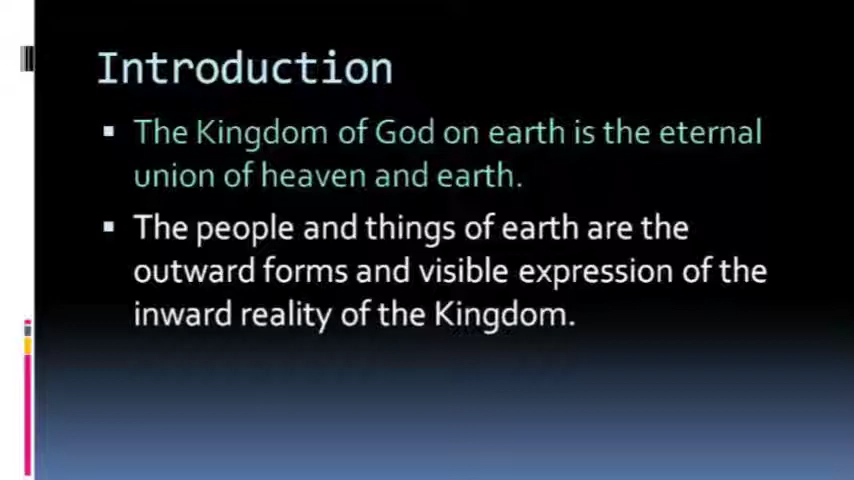 Introduction
The Kingdom of God on earth is the eternal
union of heaven and earth.
The people and things of earth are the
outward forms and visible expression of the
inward reality of the Kingdom.